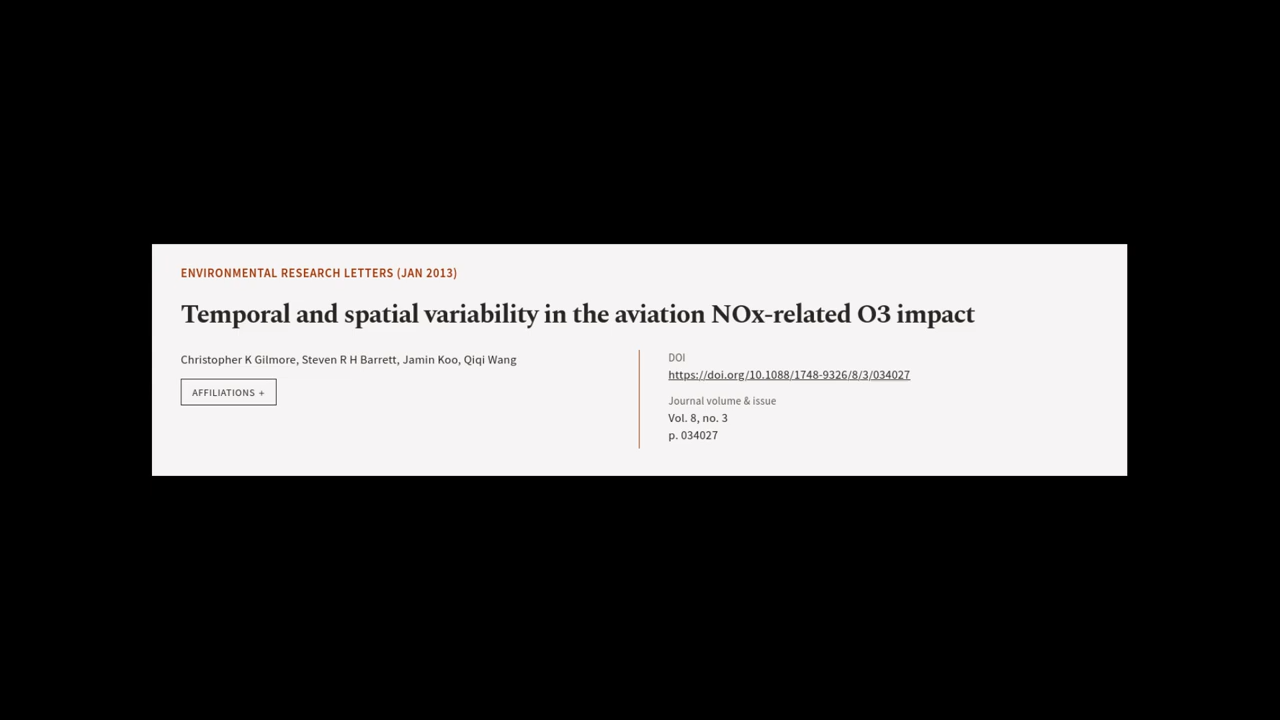 ENVIRONMENTAL RESEARCH LETTERS (JAN 2013)
Temporal and spatial variability in the aviation NOx-related O3 impact
Christopher K Gilmore, Steven R H Barrett, Jamin Koo, Qiqi Wang
AFFILIATIONS +
DOI
https://doi.org/10.1088/1748-9326/8/3/034027
Journal volume & issue
Vol. 8, no. 3
p. 034027